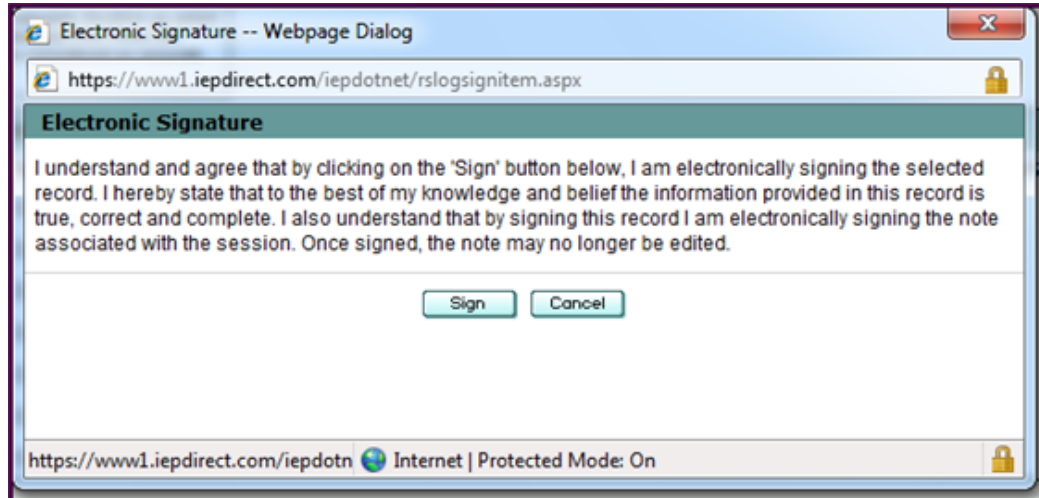 Electronic Signature -- Webpage Dialog
https://www1.iepdirect.com/iepdotnet/rslogsignitem.aspx
Electronic Signature
I understand and agree that by clicking on the 'Sign' button below, I am electronically signing the selected
record. I hereby state that to the best of my knowledge and belief the information provided in this record is
true, correct and complete. I also understand that by signing this record I am electronically signing the note
associated with the session. Once signed, the note may no longer be edited.
Sign Cancel
https://www1.iepdirect.com/iepdotn Internet | Protected Mode: On